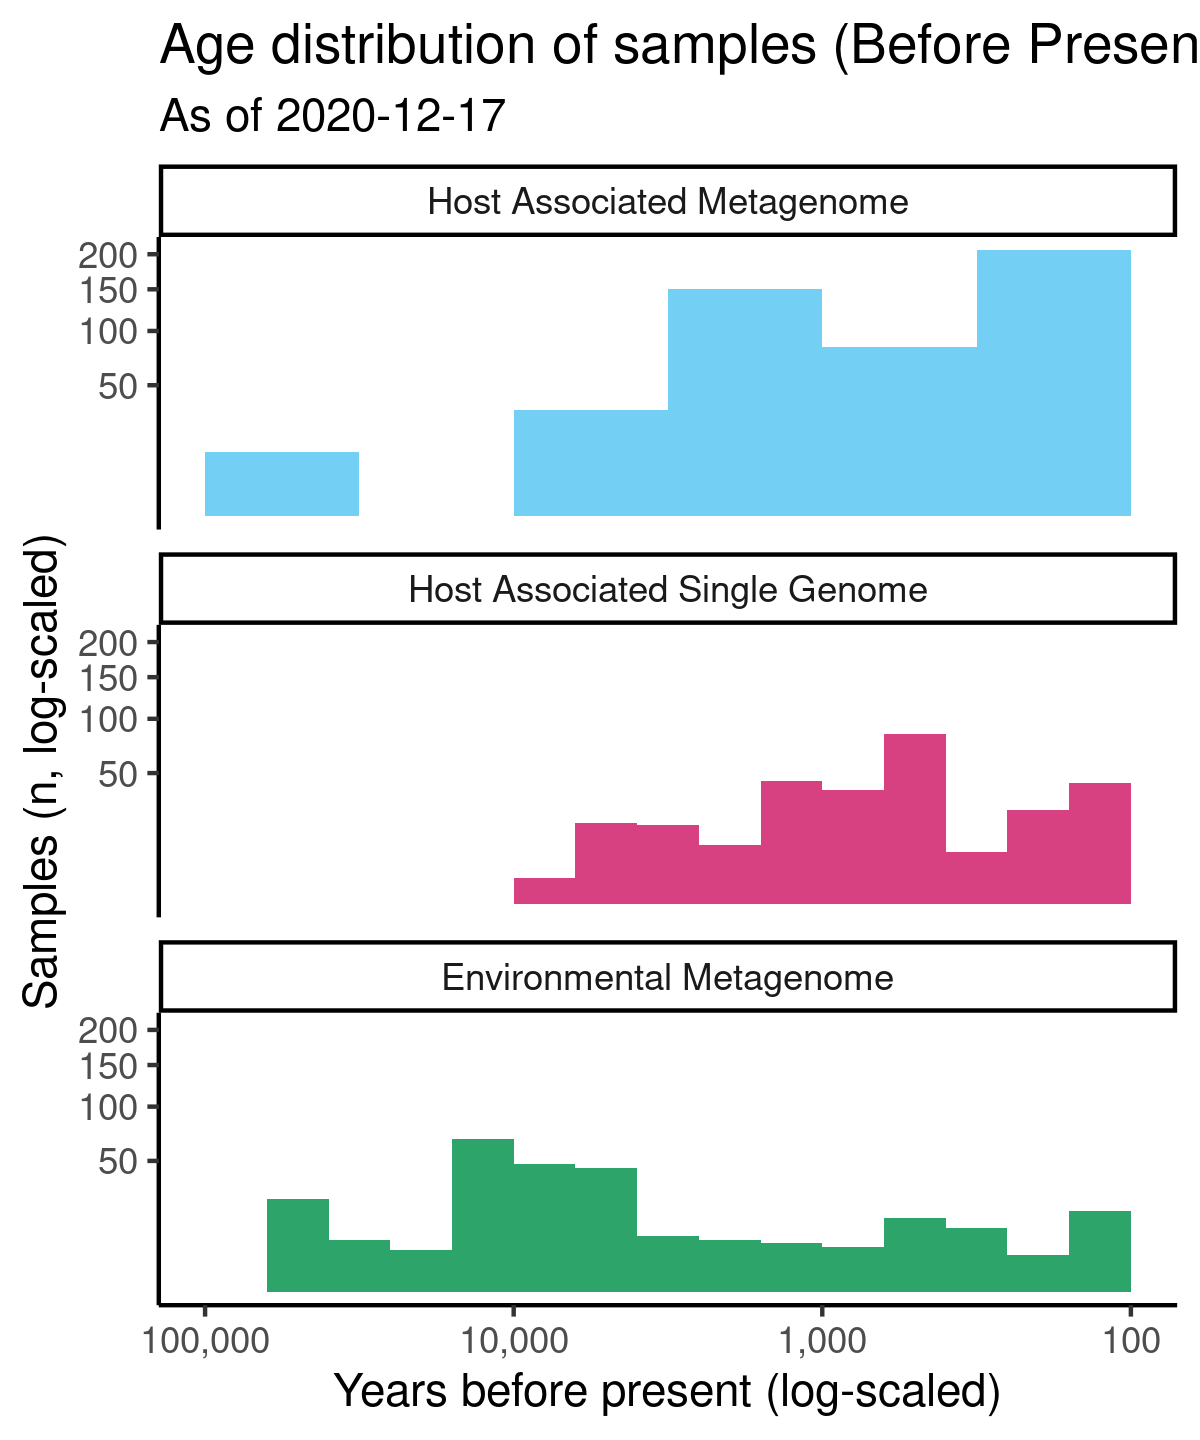 Age distribution of samples (Before Presen
As of 2020-12-17
Host Associated Metagenome
200
150
100
50
Host Associated Single Genome
200
150
100
50
Samples (n, log-scaled)
Environmental Metagenome
200
150
100
50
100,000 10,000 1,000 100
Years before present (log-scaled)